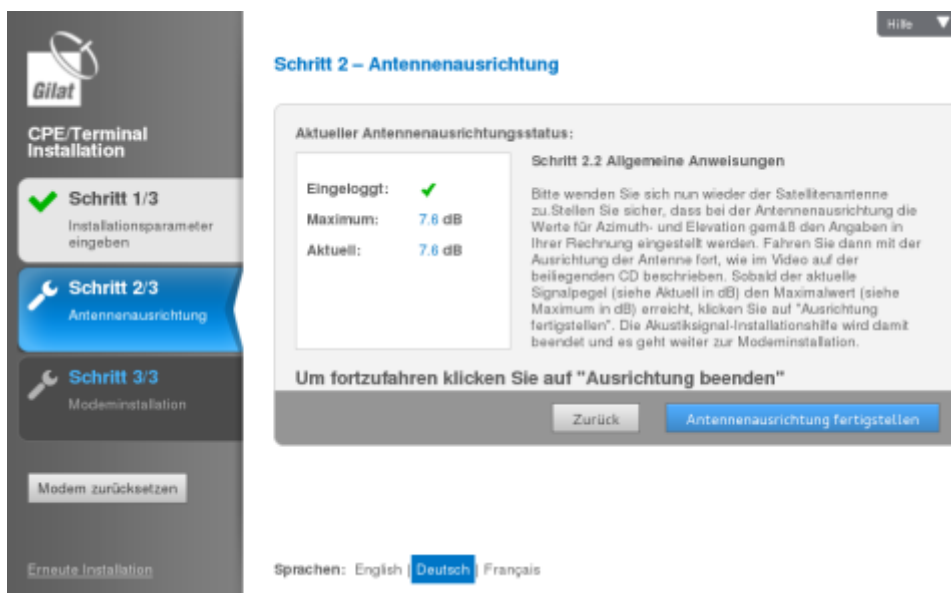 Hilfe
Gilat
CPE/Terminal
Installation
Schritt 1/3
Installationsparameter
eingeben
Schritt 2/3
Antennenausrichtung
Schritt 3/3
Modeminstallation
Modem zurücksetzen
Erneute Installation
Schritt 2 – Antennenausrichtung
Aktueller Antennenausrichtungsstatus:
Eingeloggt:
Maximum: 7.6 dB
Aktuell: 7.6 dB
Schritt 2.2 Allgemeine Anweisungen
Bitte wenden Sie sich nun wieder der Satellitenantenne
zu.Stellen Sie sicher, dass bei der Antennenausrichtung die
Werte für Azimuth- und Elevation gemäß den Angaben in
Ihrer Rechnung eingestellt werden. Fahren Sie dann mit der
Ausrichtung der Antenne fort, wie im Video auf der
beiliegenden CD beschrieben. Sobald der aktuelle
Signalpegel (siehe Aktuell in dB) den Maximalwert (siehe
Maximum in dB) erreicht, klicken Sie auf "Ausrichtung
fertigstellen". Die Akustiksignal-Installationshilfe wird damit
beendet und es geht weiter zur Modeminstallation.
Um fortzufahren klicken Sie auf "Ausrichtung beenden"
Zurück
Antennenausrichtung fertigstellen
Sprachen: English | Deutsch | Français